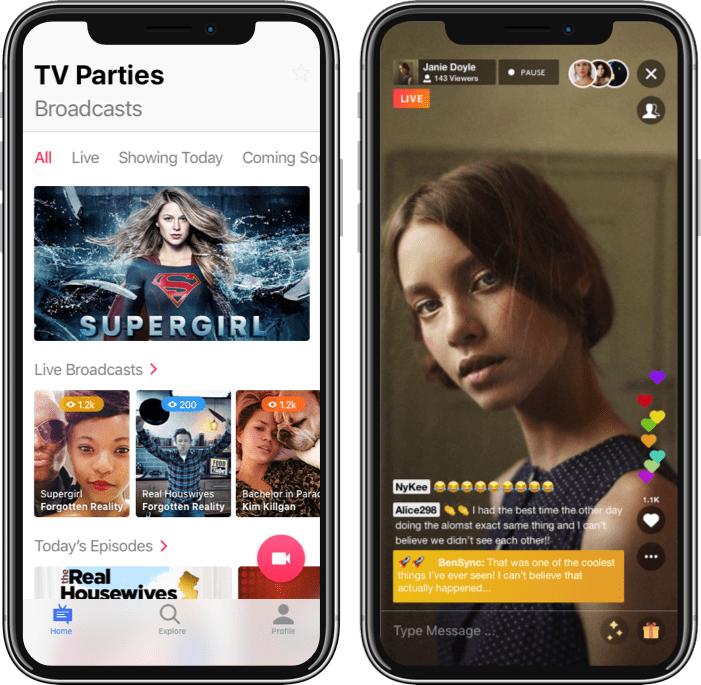 TV Parties
Broadcasts
All Live Showing Today Coming Soo
SUPERGIRL
Live Broadcasts
1.2k
200
1.2k
Supergirl
Forgotten Reality
Real Houswives
Forgotten Reality
Bachelor in Parad
Kim Killgan
Today's Episodes
the Real
Housewives
Home
Explore
Profile
Janie Doyle
143 Viewers
PAUSE
LIVE
1.1K
NyKee 😂😂😂😂😂😂😂😂😂
Alice298 👏👏 I had the best time the other day
doing the alomst exact same thing and I can't
believe we didn't see each other!!
🚀🚀 BenSync: That was one of the coolest
things I've ever seen! I can't believe that
actually happened...
Type Message ...